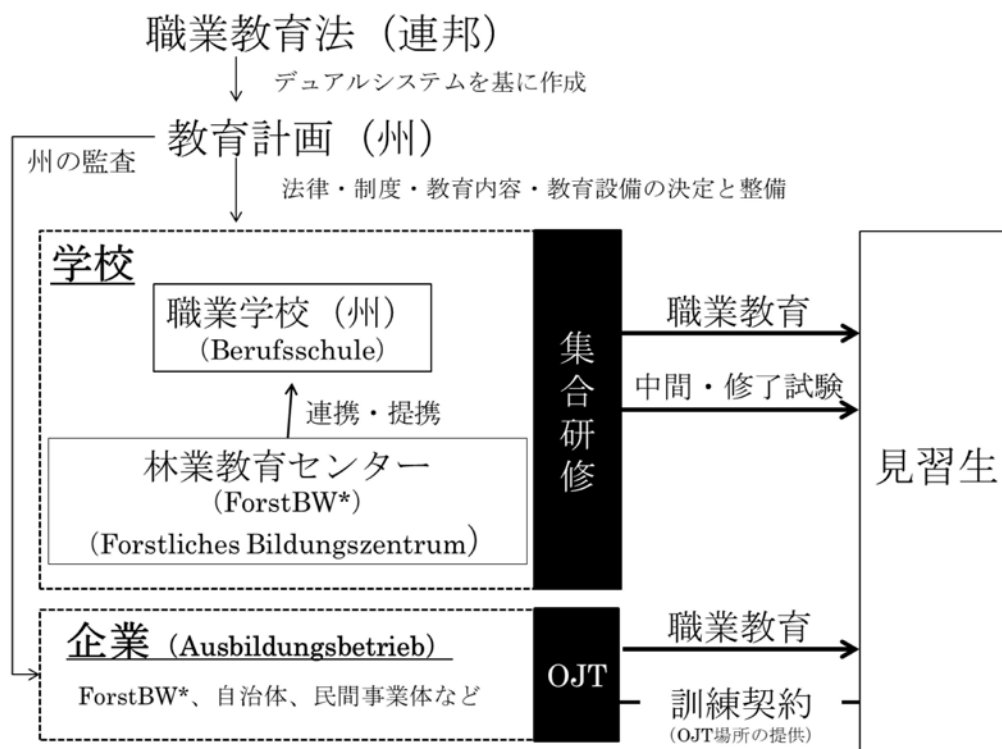 職業教育法（連邦）
デュアルシステムを基に作成
教育計画（州）
州の監査
法律・制度・教育内容・教育設備の決定と整備
学校
職業学校（州）
(Berufsschule)
連携・提携
林業教育センター
(ForstBW*)
(Forstliches Bildungszentrum)
集合研修
職業教育
中間・修了試験
見習生
企業 (Ausbildungsbetrieb)
ForstBW*、自治体、民間事業体など
OJT
職業教育
訓練契約
(OJT場所の提供)